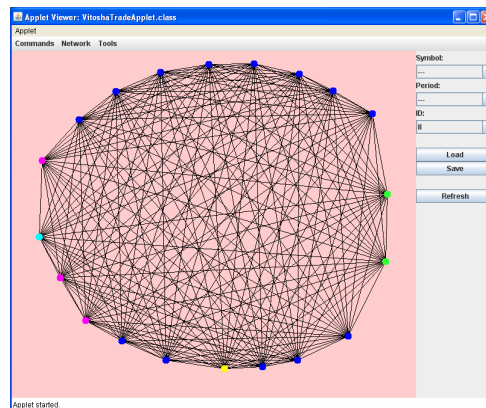 Applet Viewer: VitoshaTradeApplet.class
Applet
Commands Network Tools
Symbol:
---
Period:
---
ID:
8
Load
Save
Refresh
Applet started.